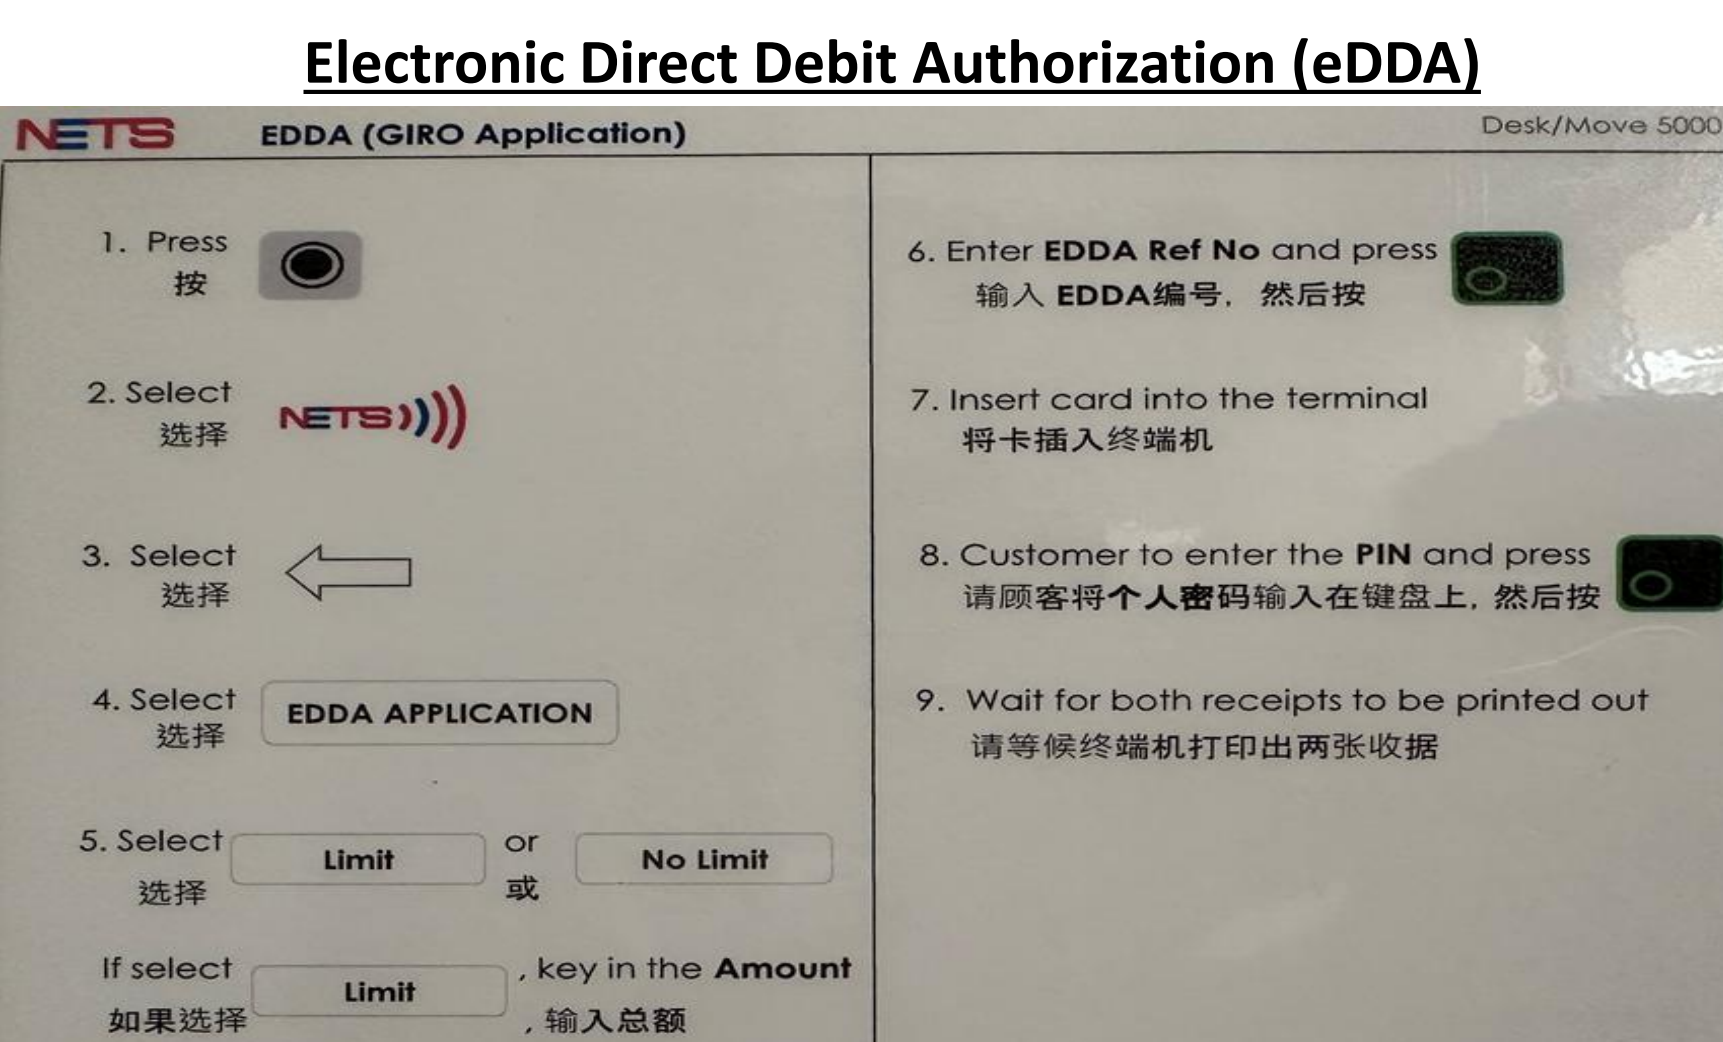 Electronic Direct Debit Authorization (eDDA)
NETS EDDA (GIRO Application) Desk/Move 5000
1. Press
按
2. Select NETS
选择
3. Select
选择
4. Select EDDA APPLICATION
选择
5. Select Limit or No Limit
选择 或
If select Limit , key in the Amount
如果选择 , 输入总额
6. Enter EDDA Ref No and press
输入 EDDA编号, 然后按
7. Insert card into the terminal
将卡插入终端机
8. Customer to enter the PIN and press
请顾客将个人密码输入在键盘上, 然后按
9. Wait for both receipts to be printed out
请等候终端机打印出两张收据